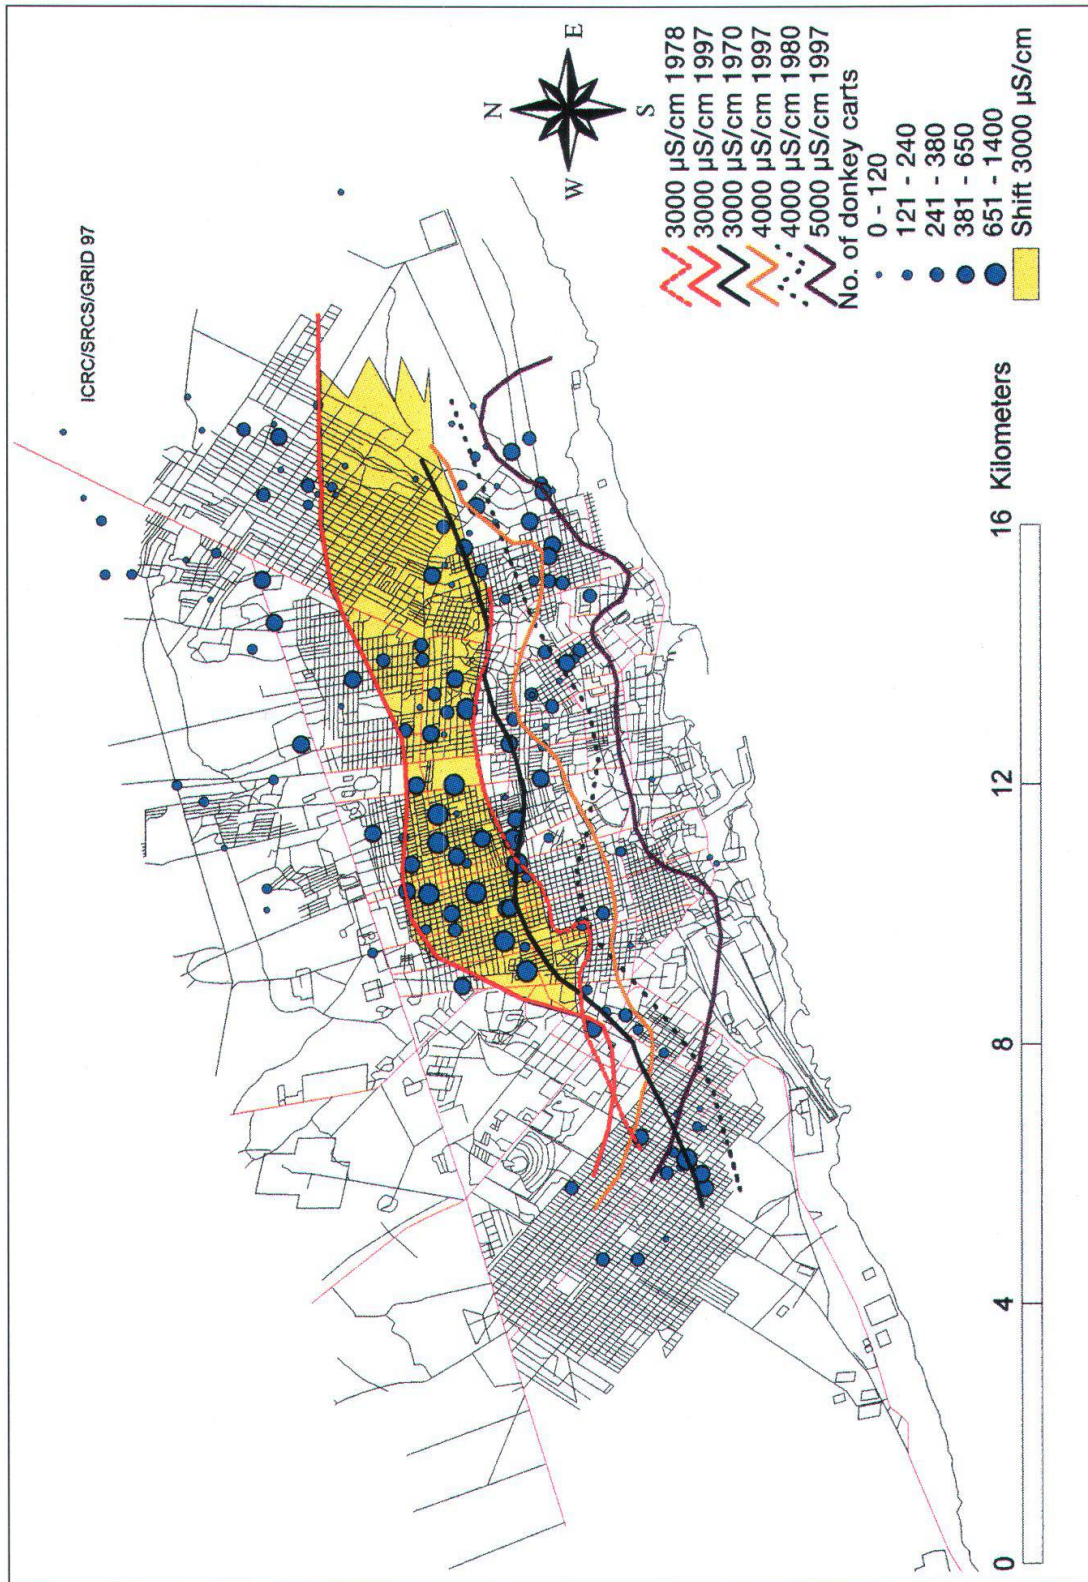 ICRC/SRCS/GRID 97
N
W
E
S
3000 µS/cm 1978
3000 µS/cm 1997
3000 µS/cm 1970
4000 µS/cm 1997
4000 µS/cm 1980
5000 µS/cm 1997
No. of donkey carts
0 - 120
121 - 240
241 - 380
381 - 650
651 - 1400
Shift 3000 µS/cm
0
4
8
12
16 Kilometers